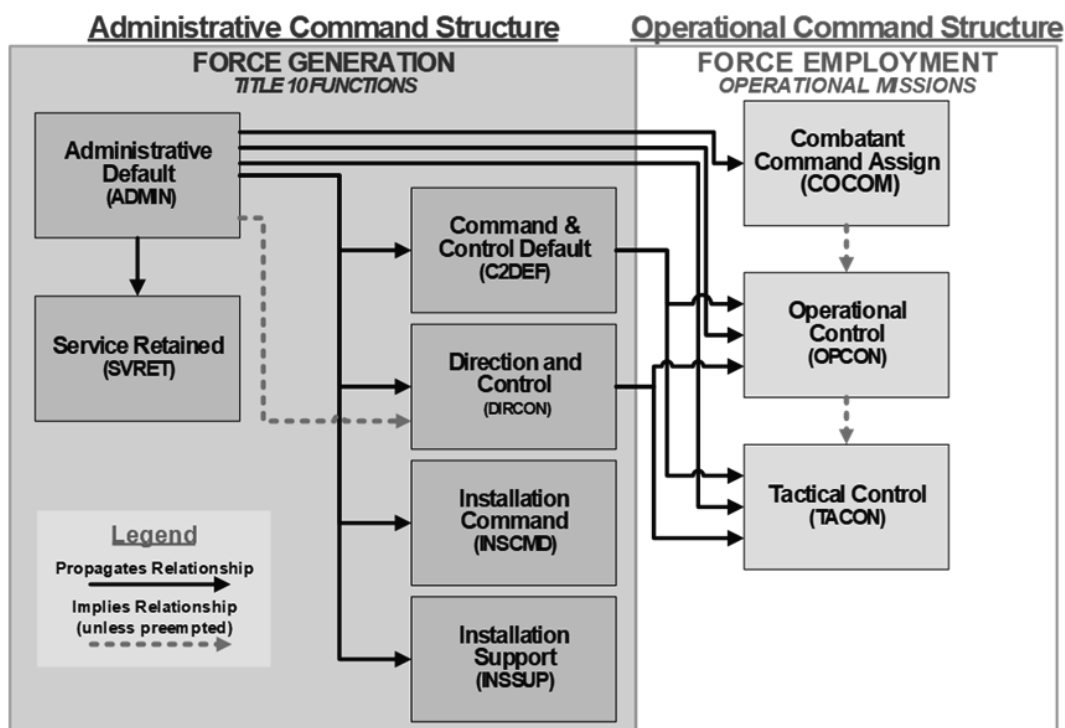 Administrative Command Structure
Operational Command Structure
FORCE GENERATION
TITLE 10 FUNCTIONS
FORCE EMPLOYMENT
OPERATIONAL MISSIONS
Administrative
Default
(ADMIN)
Combatant
Command Assign
(COCOM)
Command &
Control Default
(C2DEF)
Service Retained
(SVRET)
Operational
Control
(OPCON)
Direction and
Control
(DIRCON)
Installation
Command
(INSCMD)
Tactical Control
(TACON)
Installation
Support
(INSSUP)
Legend
Propagates Relationship
Implies Relationship
(unless preempted)